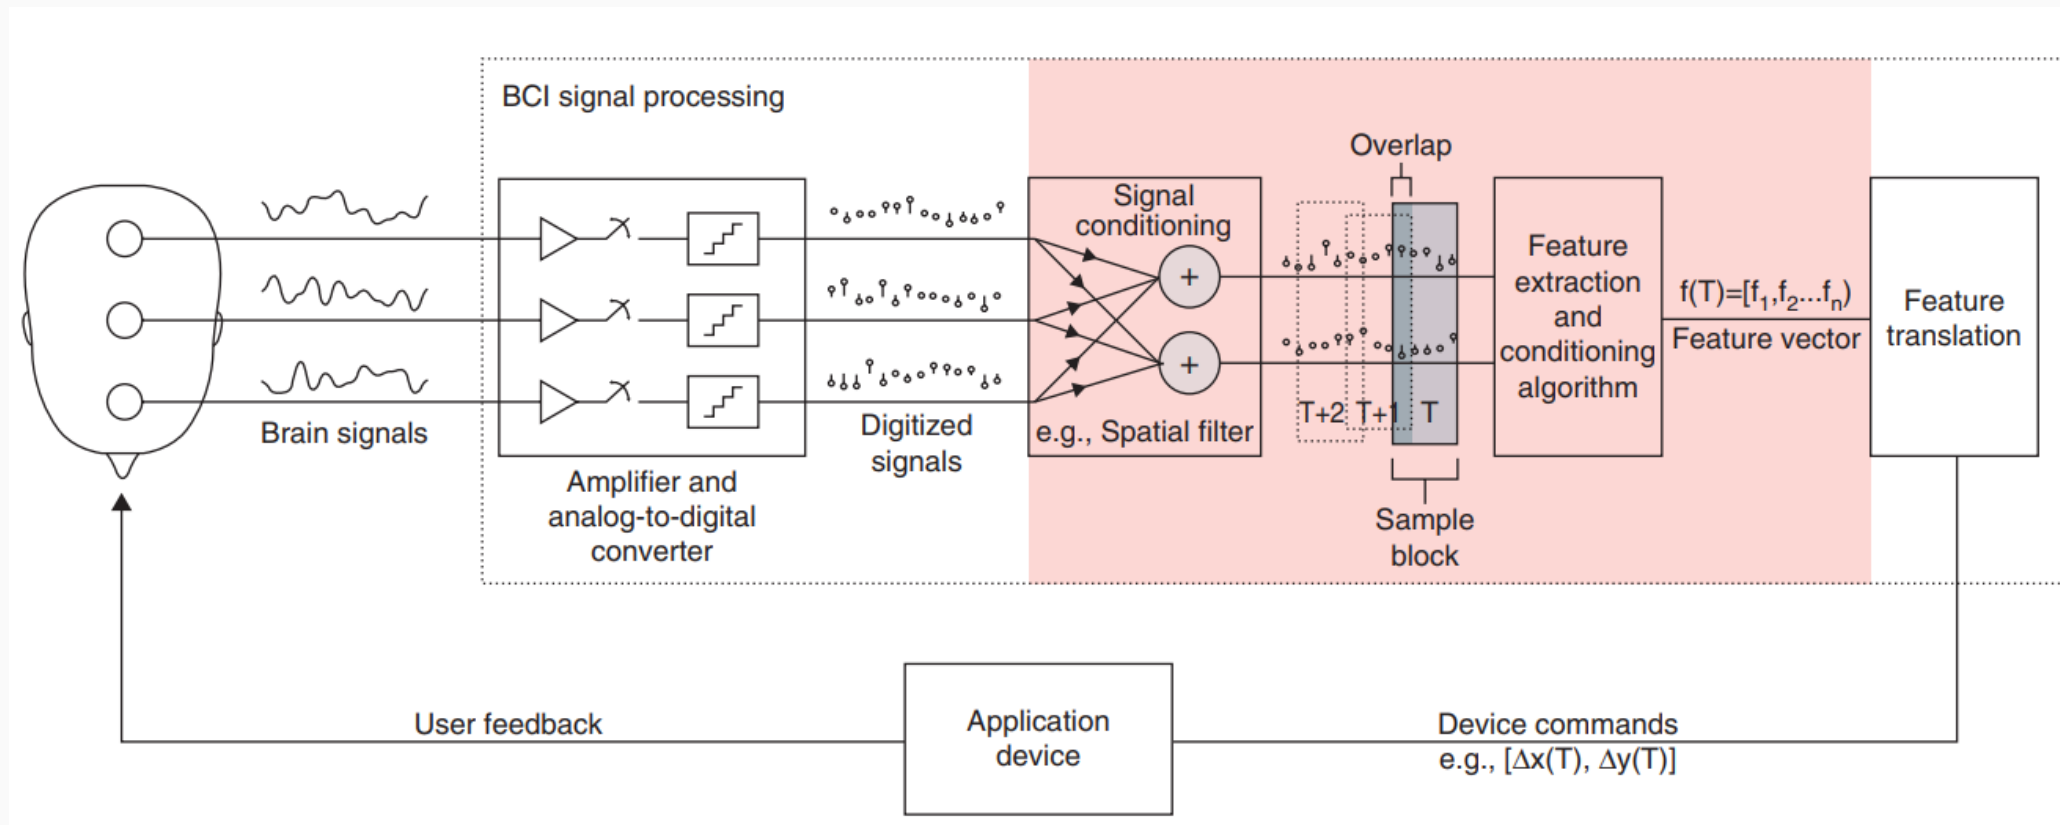 BCI signal processing
Brain signals
+
+
Amplifier and
analog-to-digital
converter
Digitized
signals
Signal
conditioning
e.g., Spatial filter
Overlap
T+2
T+1
T
Sample
block
Feature
extraction
and
conditioning
algorithm
f(T)=[f₁,f₂...fₙ)
Feature vector
Feature
translation
User feedback
Application
device
Device commands
e.g., [Δx(T), Δy(T)]